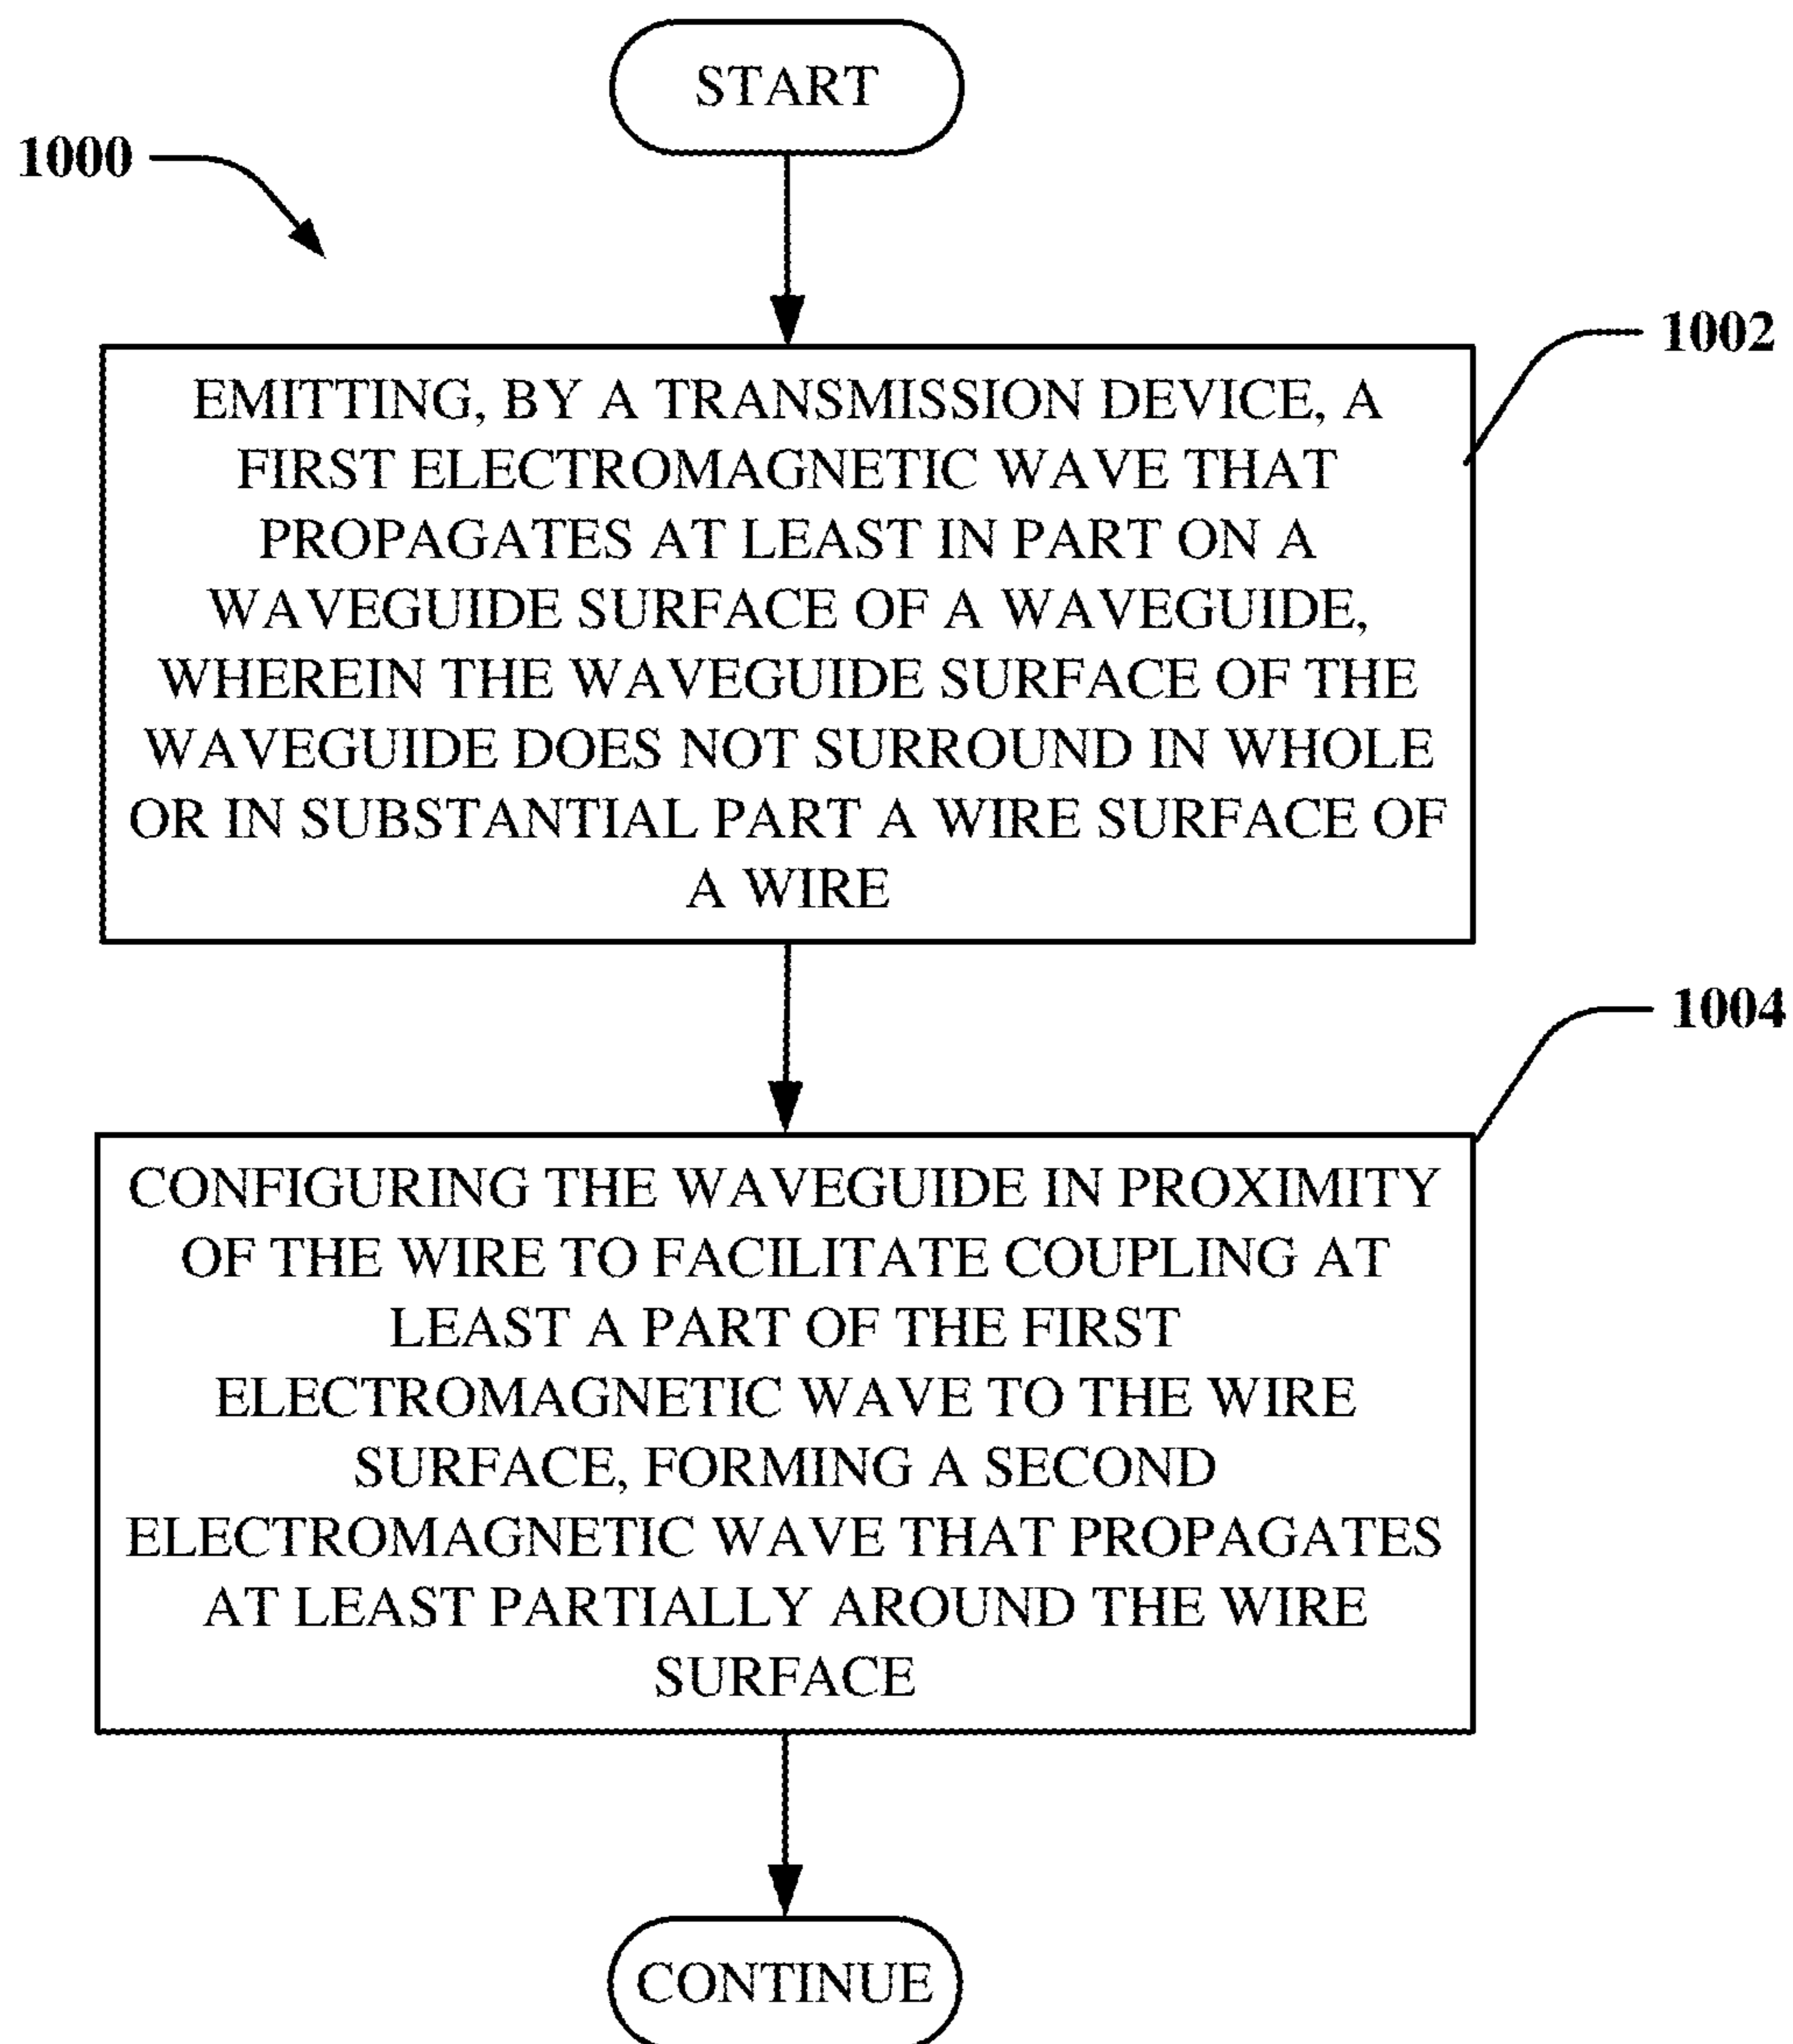 START
1000
1002
EMITTING, BY A TRANSMISSION DEVICE, A
FIRST ELECTROMAGNETIC WAVE THAT
PROPAGATES AT LEAST IN PART ON A
WAVEGUIDE SURFACE OF A WAVEGUIDE,
WHEREIN THE WAVEGUIDE SURFACE OF THE
WAVEGUIDE DOES NOT SURROUND IN WHOLE
OR IN SUBSTANTIAL PART A WIRE SURFACE OF
A WIRE
1004
CONFIGURING THE WAVEGUIDE IN PROXIMITY
OF THE WIRE TO FACILITATE COUPLING AT
LEAST A PART OF THE FIRST
ELECTROMAGNETIC WAVE TO THE WIRE
SURFACE, FORMING A SECOND
ELECTROMAGNETIC WAVE THAT PROPAGATES
AT LEAST PARTIALLY AROUND THE WIRE
SURFACE
CONTINUE